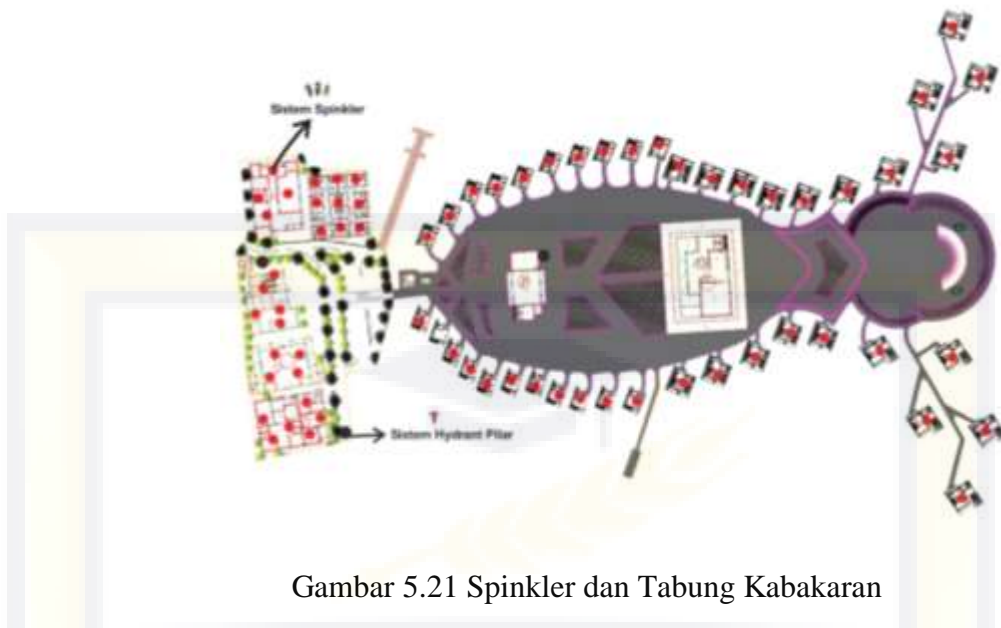 Sistem Spinkler
Sistem Hydrant Pilar
Gambar 5.21 Spinkler dan Tabung Kabakaran